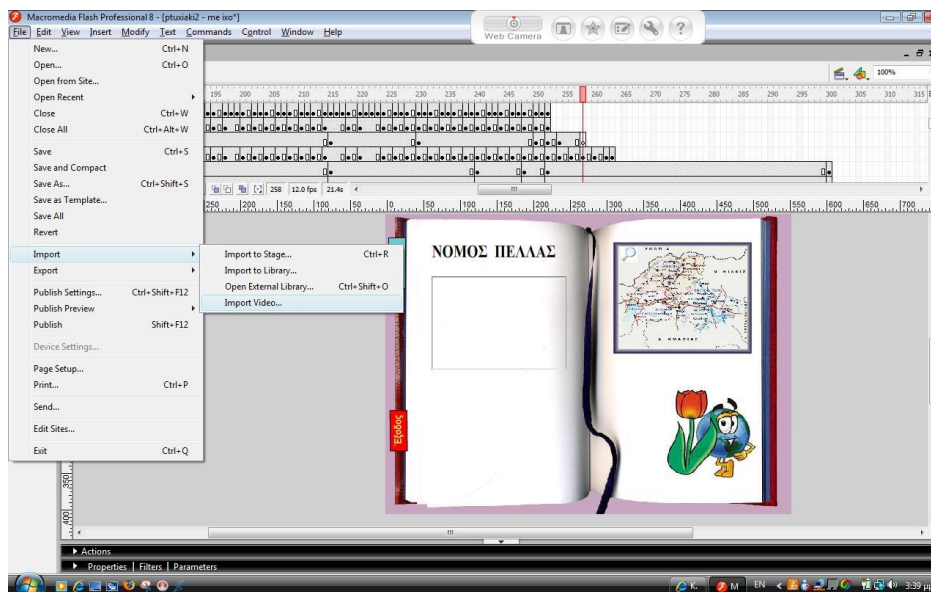 Macromedia Flash Professional 8 - [ptuxiaki2 - me ixo*]
File Edit View Insert Modify Text Commands Control Window Help
Web Camera
New... Ctrl+N
Open... Ctrl+O
Open from Site...
Open Recent
Close Ctrl+W
Close All Ctrl+Alt+W
Save Ctrl+S
Save and Compact
Save As... Ctrl+Shift+S
Save as Template...
Save All
Revert
Import
Export
Publish Settings... Ctrl+Shift+F12
Publish Preview
Publish Shift+F12
Device Settings...
Page Setup...
Print... Ctrl+P
Send...
Edit Sites...
Exit Ctrl+Q
Import to Stage... Ctrl+R
Import to Library...
Open External Library... Ctrl+Shift+O
Import Video...
100%
195 200 205 210 215 220 225 230 235 240 245 250 255 260 265 270 275 280 285 290 295 300 305 310 315
258 12.0 fps 21.4s
250 200 150 100 50 0 50 100 150 200 250 300 350 400 450 500 550 600 650 700
350
400
ΝΟΜΟΣ ΠΕΛΛΑΣ
Έξοδος
Actions
Properties Filters Parameters
K.
M
EN
3:39 μμ